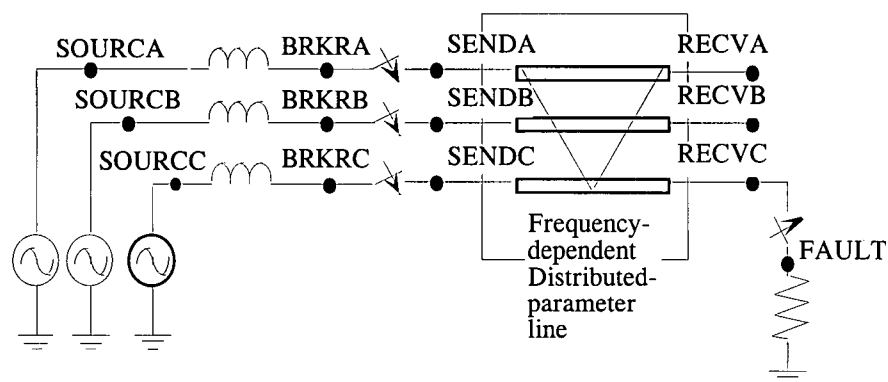 SOURCA BRKRA SENDA RECVA
SOURCB BRKRB SENDB RECVB
SOURCC BRKRC SENDC RECVC
Frequency-
dependent
Distributed-
parameter
line
FAULT